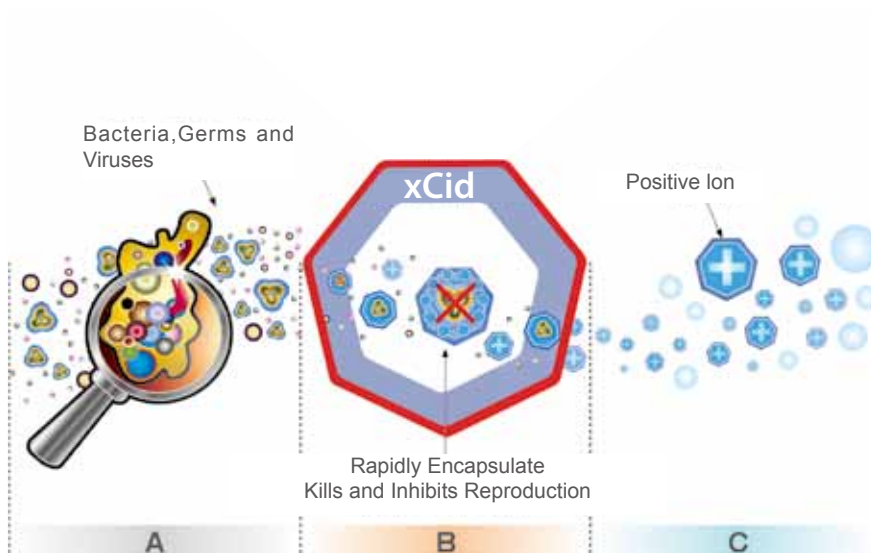 Bacteria,Germs and
Viruses
xCid
Positive Ion
Rapidly Encapsulate
Kills and Inhibits Reproduction
A
B
C